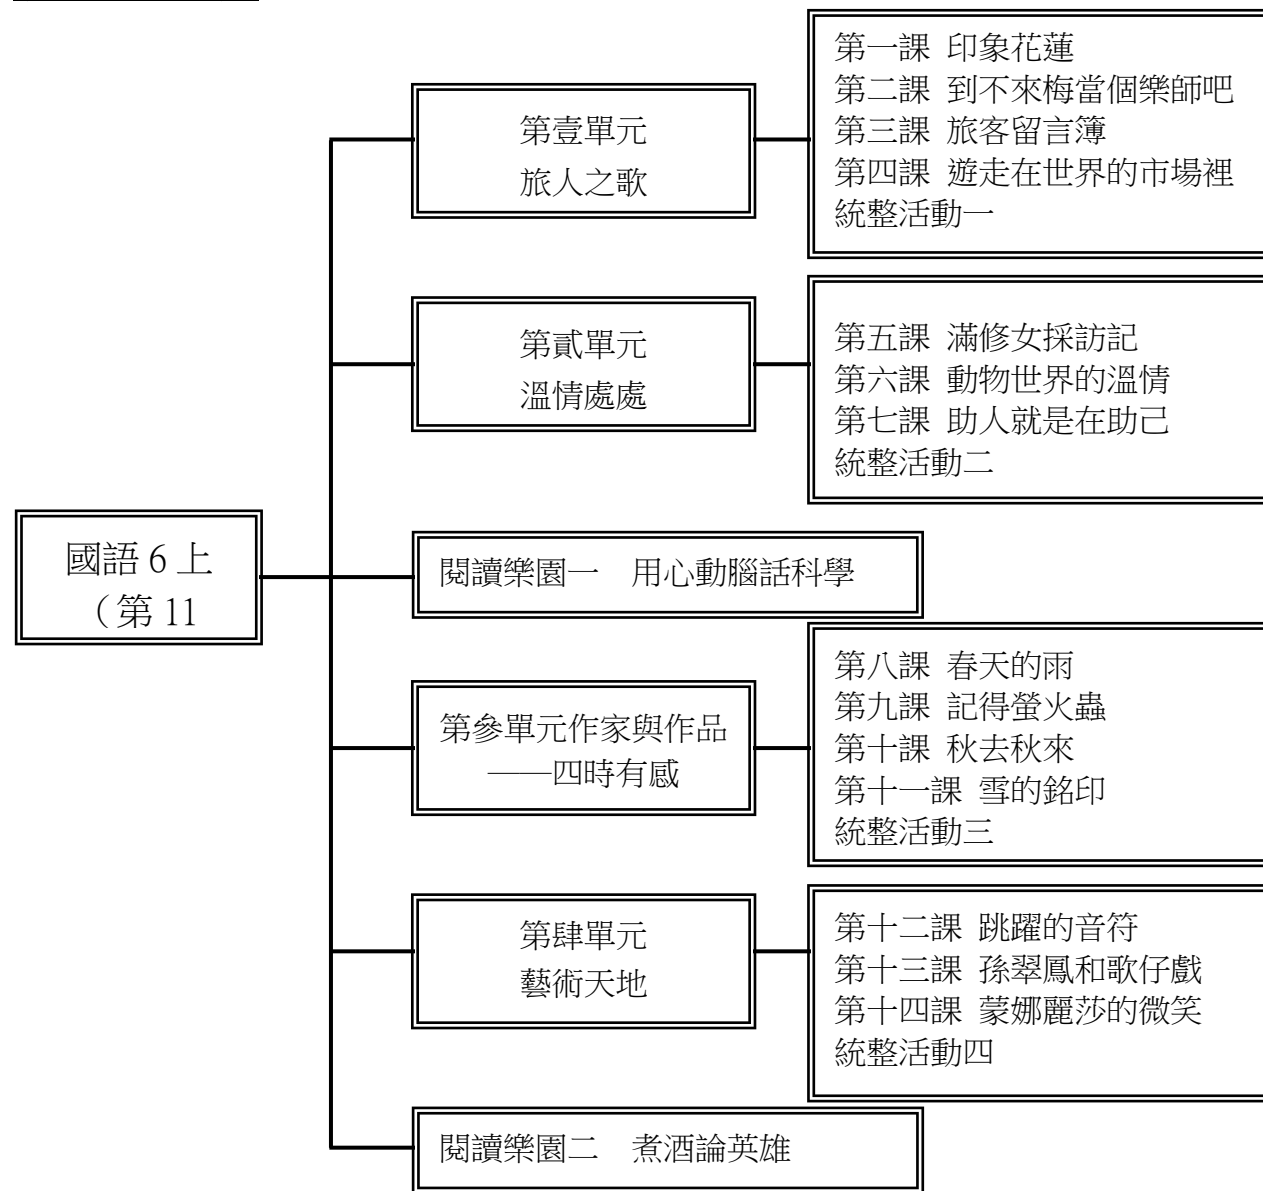 國語 6 上
（第 11
第壹單元
旅人之歌
第一課 印象花蓮
第二課 到不來梅當個樂師吧
第三課 旅客留言簿
第四課 遊走在世界的市場裡
統整活動一
第貳單元
溫情處處
第五課 滿修女採訪記
第六課 動物世界的溫情
第七課 助人就是在助己
統整活動二
閱讀樂園一　用心動腦話科學
第參單元作家與作品
──四時有感
第八課 春天的雨
第九課 記得螢火蟲
第十課 秋去秋來
第十一課 雪的銘印
統整活動三
第肆單元
藝術天地
第十二課 跳躍的音符
第十三課 孫翠鳳和歌仔戲
第十四課 蒙娜麗莎的微笑
統整活動四
閱讀樂園二　煮酒論英雄